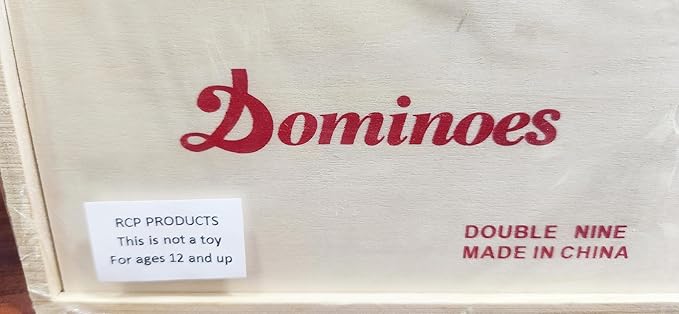 Dominoes
RCP PRODUCTS
This is not a toy
For ages 12 and up
DOUBLE NINE
MADE IN CHINA